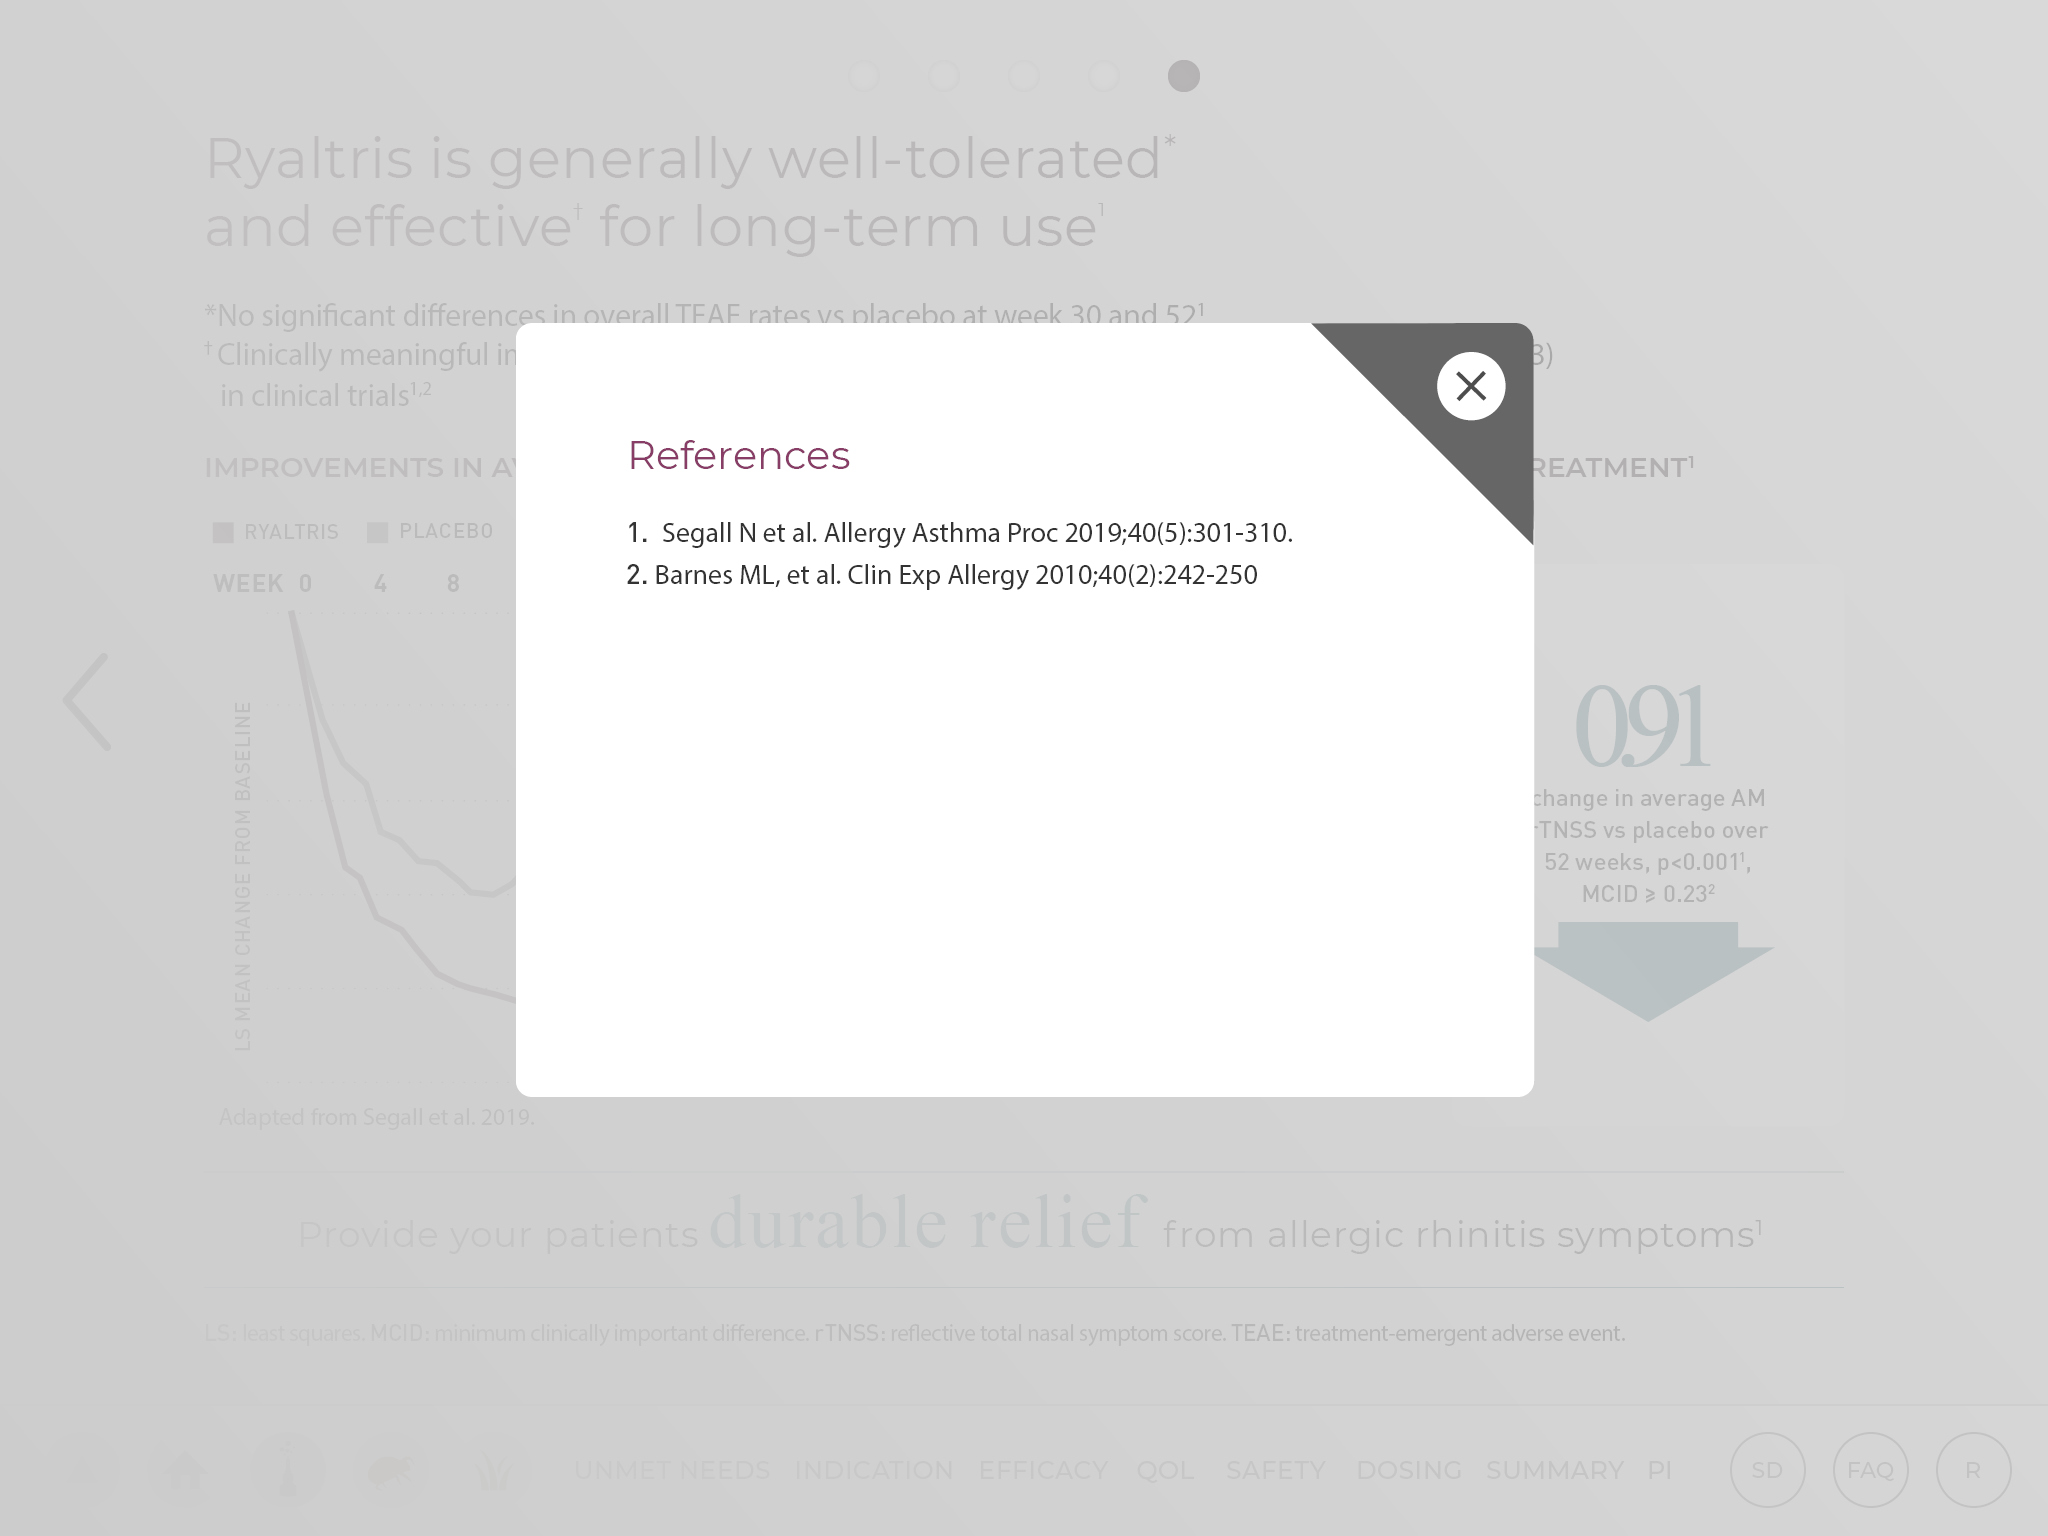 Ryaltris is generally well-tolerated*
and effective† for long-term use1
*No significant differences in overall TEAE rates vs placebo at week 30 and 521
†Clinically meaningful
in clinical trials1,2
IMPROVEMENTS IN
TREATMENT1
RYALTRIS PLACEBO
WEEK 0 4 8
LS MEAN CHANGE FROM BASELINE
Adapted from Segall et al. 2019.
References
1. Segall N et al. Allergy Asthma Proc 2019;40(5):301-310.
2. Barnes ML, et al. Clin Exp Allergy 2010;40(2):242-250
0.91
change in average AM
rTNSS vs placebo over
52 weeks, p<0.0011,
MCID ⩾ 0.232
Provide your patients durable relief from allergic rhinitis symptoms1
LS: least squares. MCID: minimum clinically important difference. rTNSS: reflective total nasal symptom score. TEAE: treatment-emergent adverse event.
UNMET NEEDS INDICATION EFFICACY QOL SAFETY DOSING SUMMARY PI SD FAQ R